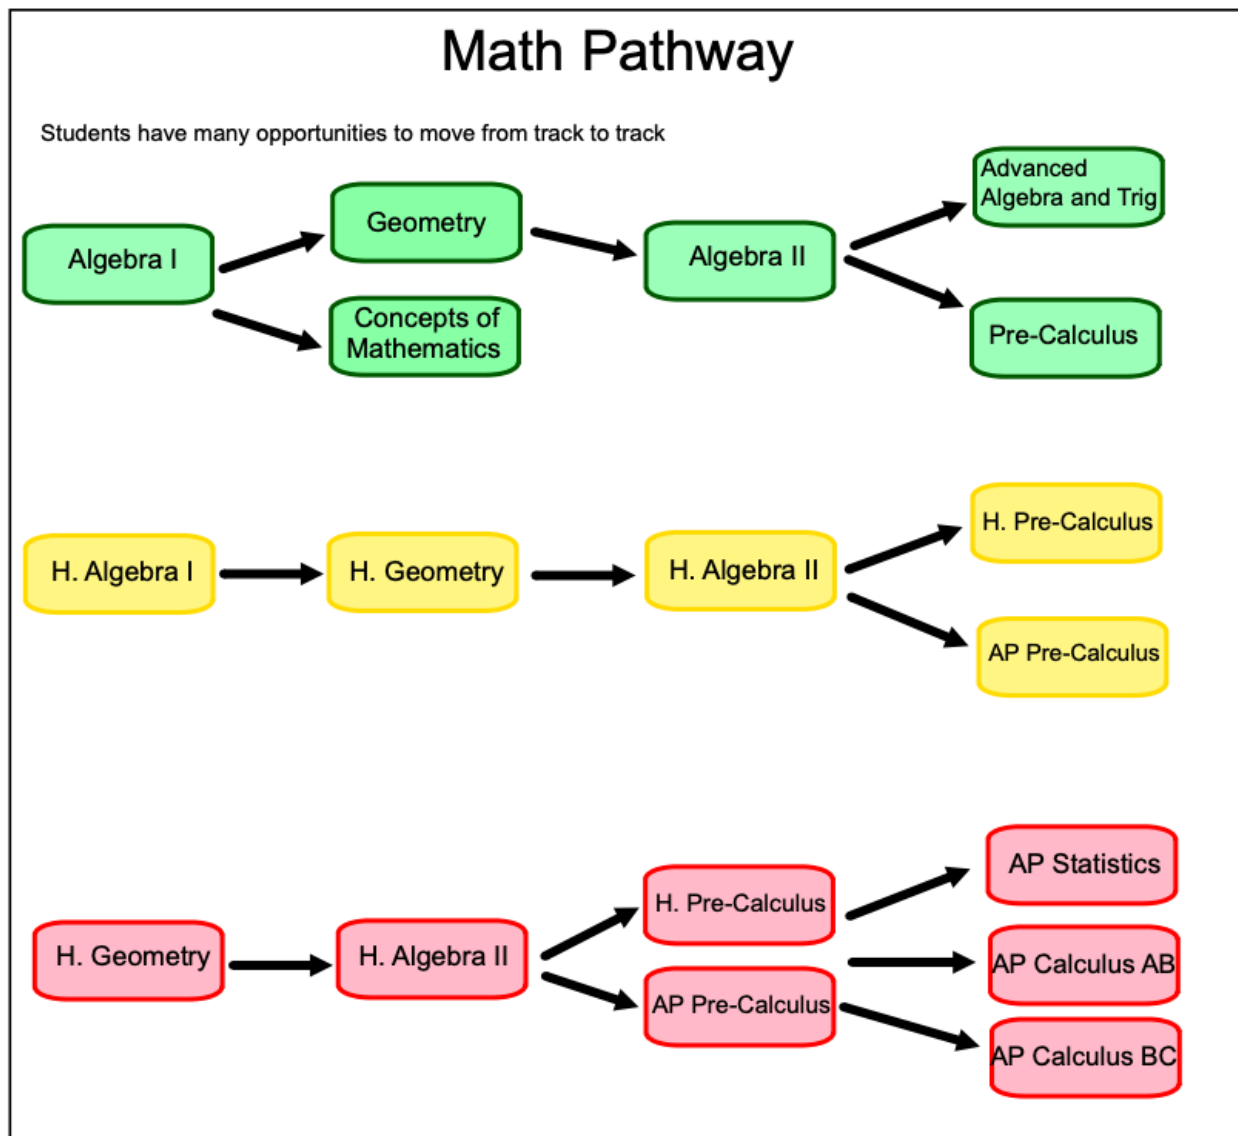 Math Pathway
Students have many opportunities to move from track to track
Algebra I
Geometry
Concepts of
Mathematics
Algebra II
Advanced
Algebra and Trig
Pre-Calculus
H. Algebra I
H. Geometry
H. Algebra II
H. Pre-Calculus
AP Pre-Calculus
H. Geometry
H. Algebra II
H. Pre-Calculus
AP Pre-Calculus
AP Statistics
AP Calculus AB
AP Calculus BC